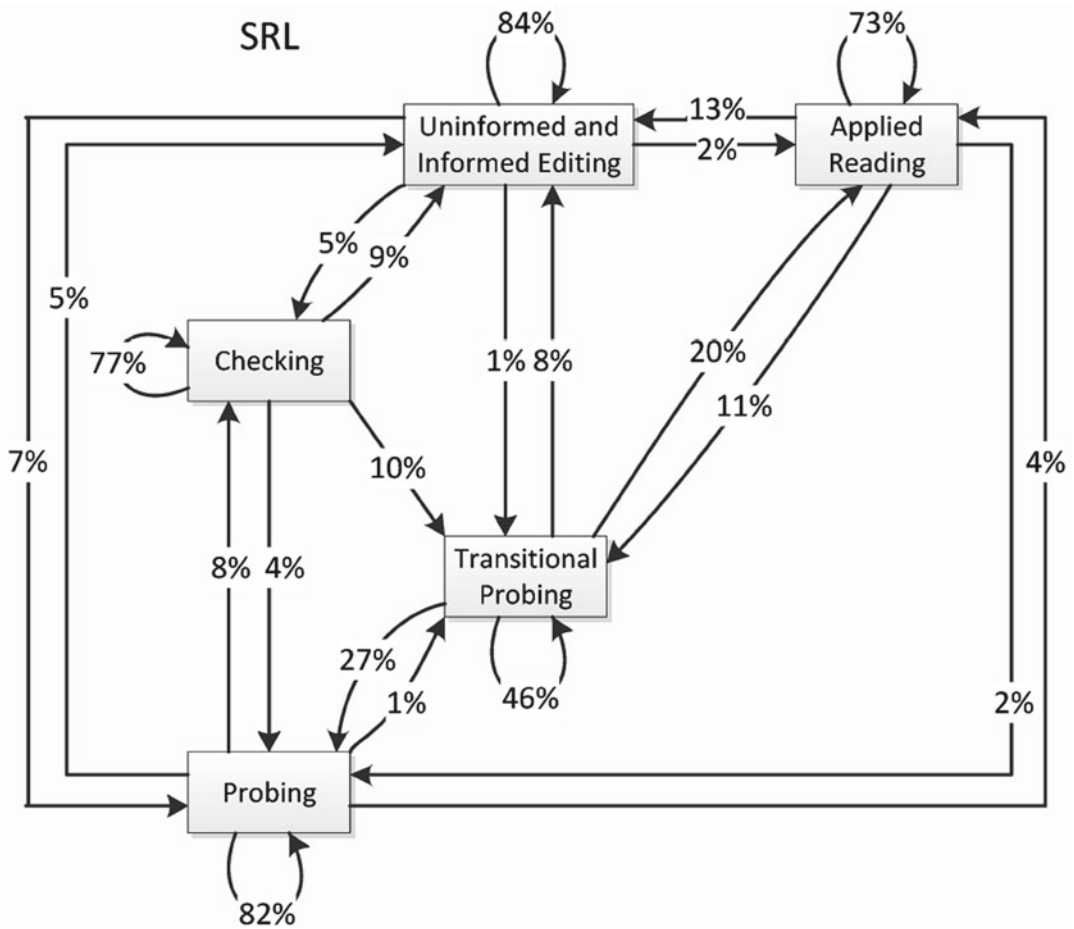 SRL
84%
73%
Uninformed and
Informed Editing
13%
2%
Applied
Reading
5%
9%
5%
Checking
77%
1%
8%
20%
11%
7%
10%
4%
8%
4%
Transitional
Probing
27%
1%
46%
2%
Probing
82%